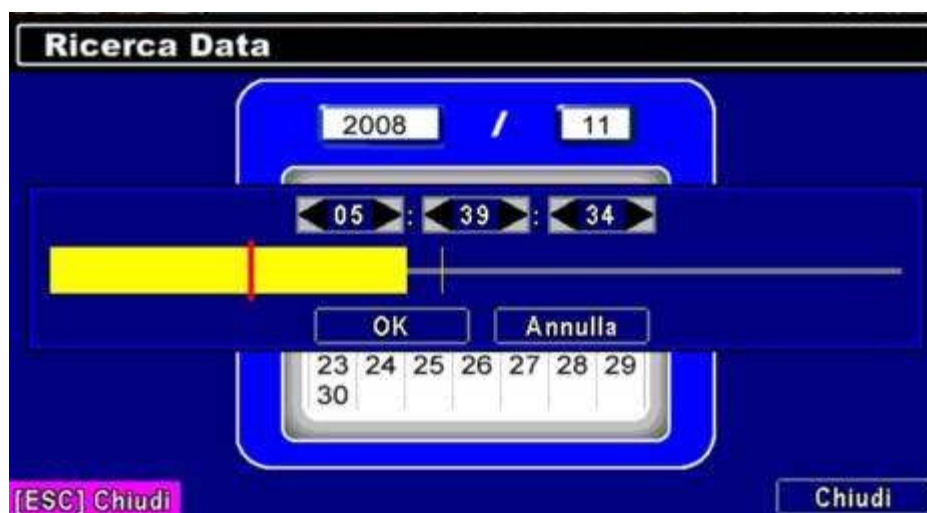 Ricerca Data
2008 / 11
05 : 39 : 34
OK Annulla
23 24 25 26 27 28 29
30
[ESC] Chiudi Chiudi